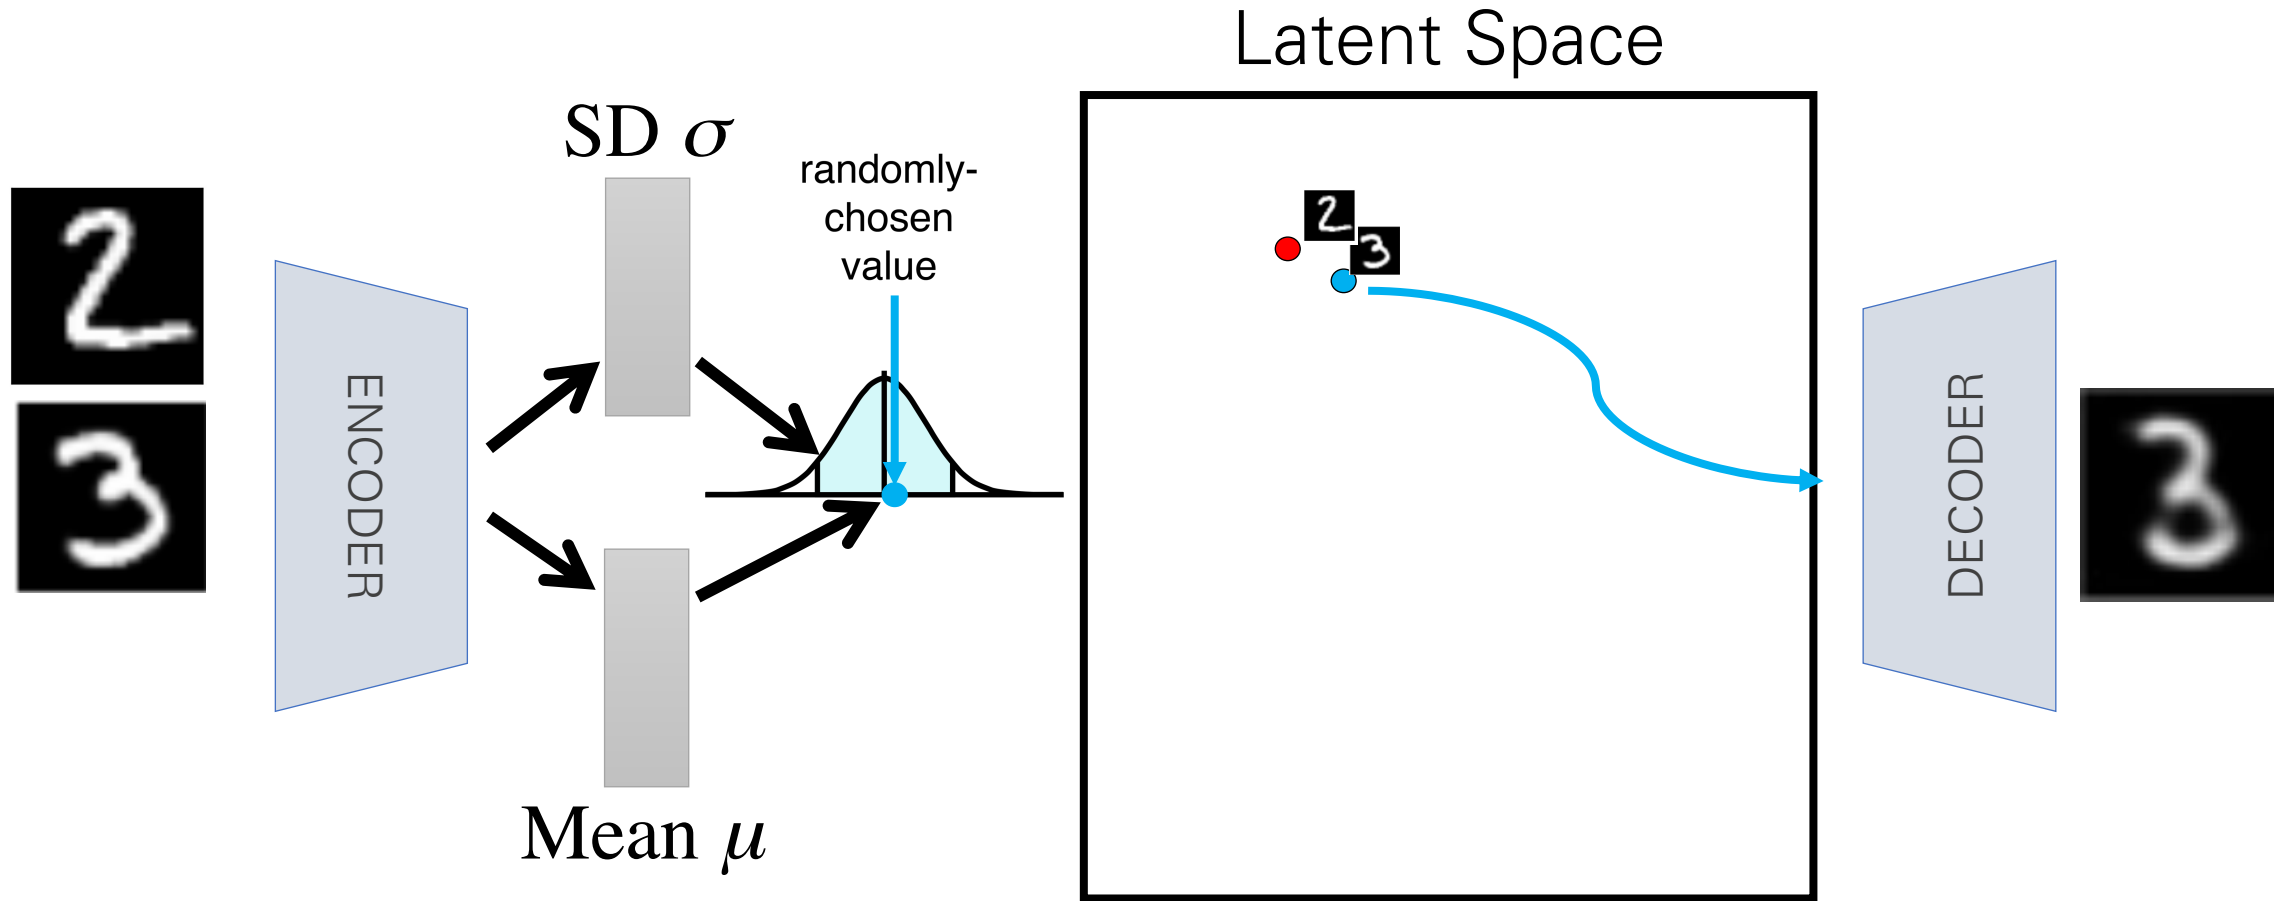 Latent Space
SD σ
randomly-
chosen
value
2
3
2
3
ENCODER
DECODER
3
Mean μ